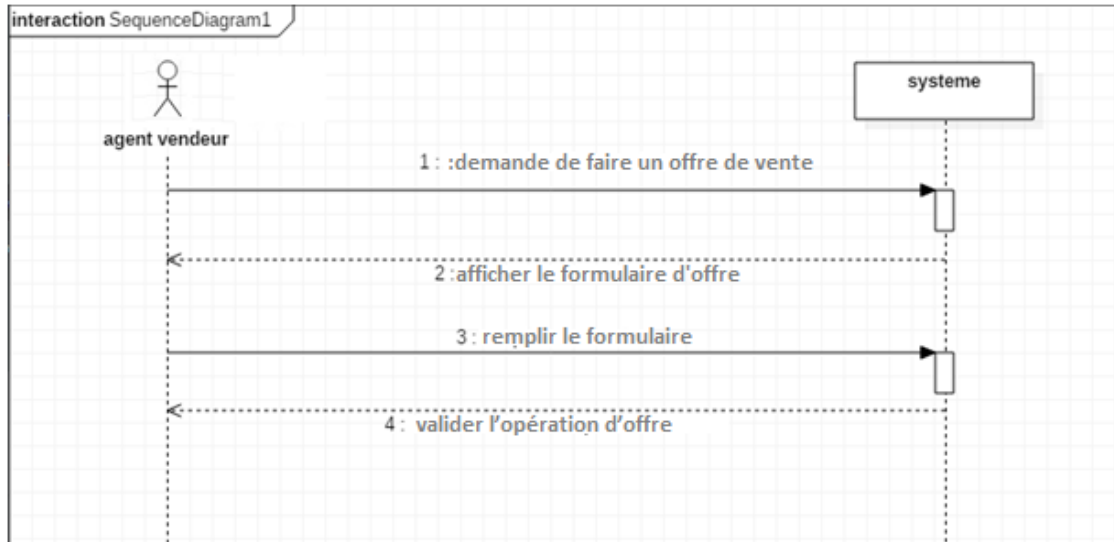 interaction SequenceDiagram1
systeme
agent vendeur
1 : :demande de faire un offre de vente
2 :afficher le formulaire d'offre
3 : remplir le formulaire
4 : valider l’opération d’offre